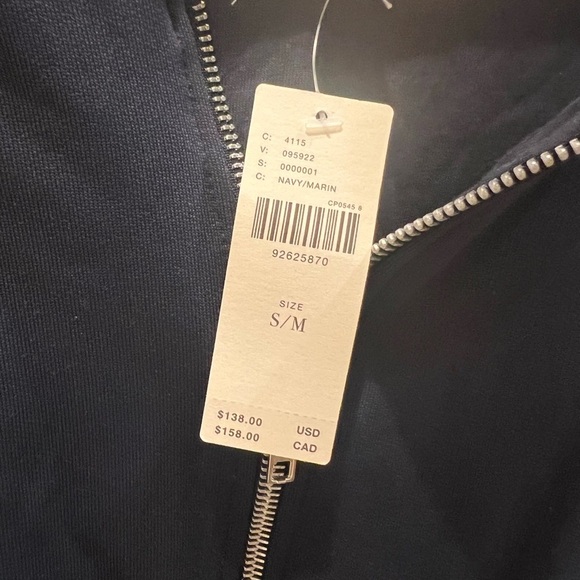 C: 4115
V: 095922
S: 0000001
C: NAVY/MARIN
CP0545 8
92625870
SIZE
S/M
$138.00 USD
$158.00 CAD